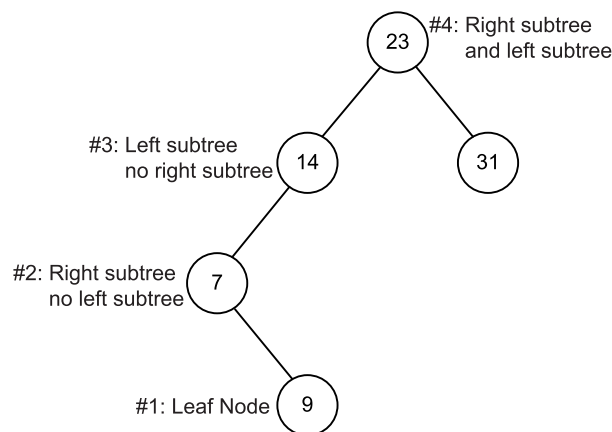 23
#4: Right subtree
and left subtree
#3: Left subtree
no right subtree
14
31
#2: Right subtree
no left subtree
7
#1: Leaf Node
9